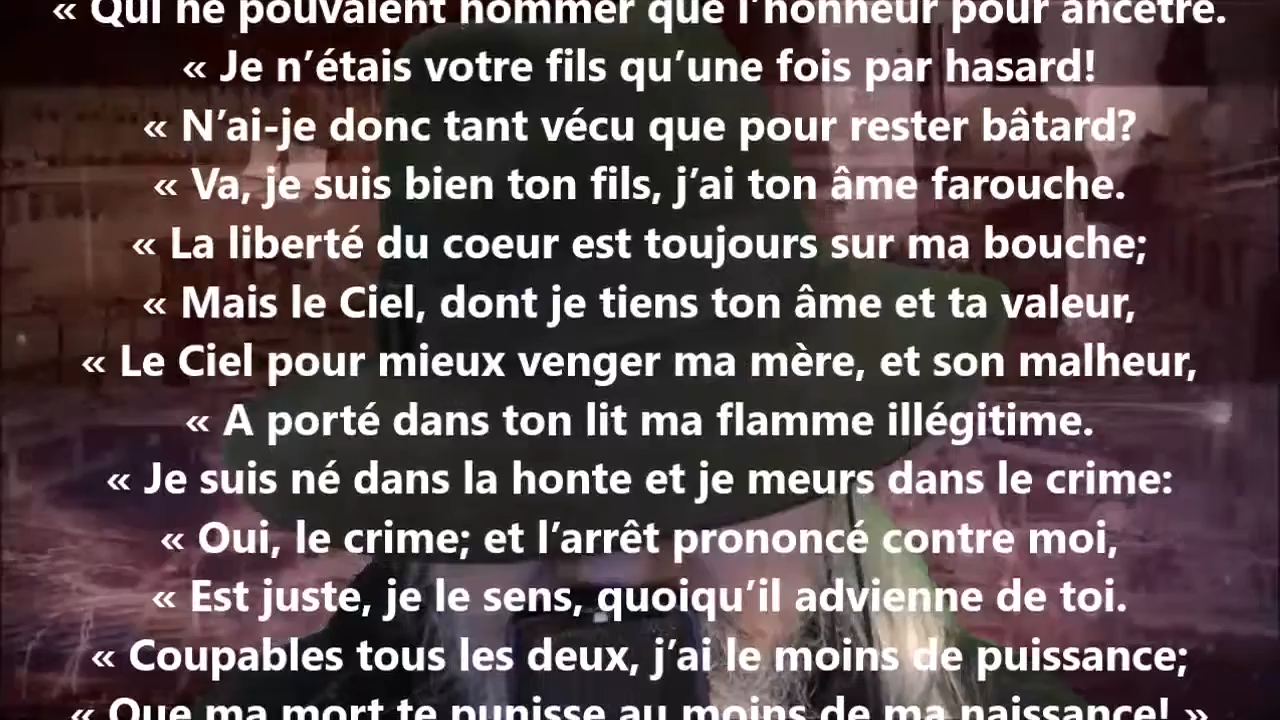 « Qui ne pouvaient nommer que l’honneur pour ancêtre.
« Je n’étais votre fils qu’une fois par hasard!
« N’ai-je donc tant vécu que pour rester bâtard?
« Va, je suis bien ton fils, j’ai ton âme farouche.
« La liberté du coeur est toujours sur ma bouche;
« Mais le Ciel, dont je tiens ton âme et ta valeur,
« Le Ciel pour mieux venger ma mère, et son malheur,
« A porté dans ton lit ma flamme illégitime.
« Je suis né dans la honte et je meurs dans le crime:
« Oui, le crime; et l’arrêt prononcé contre moi,
« Est juste, je le sens, quoiqu’il advienne de toi.
« Coupables tous les deux, j’ai le moins de puissance;
« Que ma mort te punisse au moins de ma naissance! »